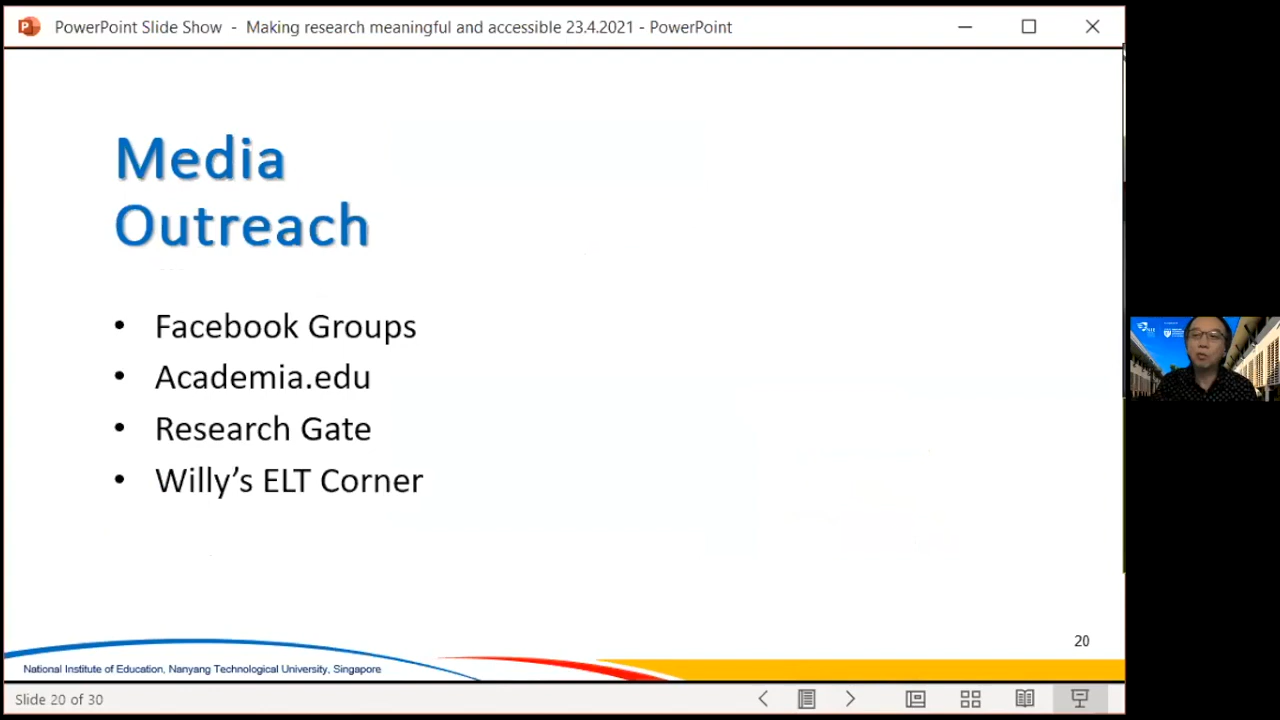 PowerPoint Slide Show - Making research meaningful and accessible 23.4.2021 - PowerPoint
Media
Outreach
• Facebook Groups
• Academia.edu
• Research Gate
• Willy’s ELT Corner
20
National Institute of Education, Nanyang Technological University, Singapore
Slide 20 of 30